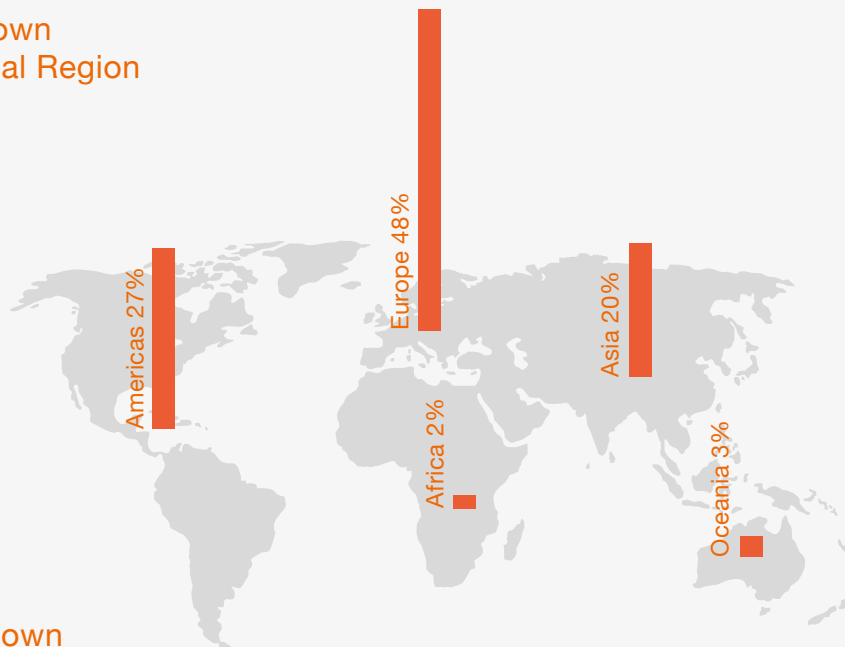 own
al Region
Europe 48%
Americas 27%
Asia 20%
Africa 2%
Oceania 3%
own